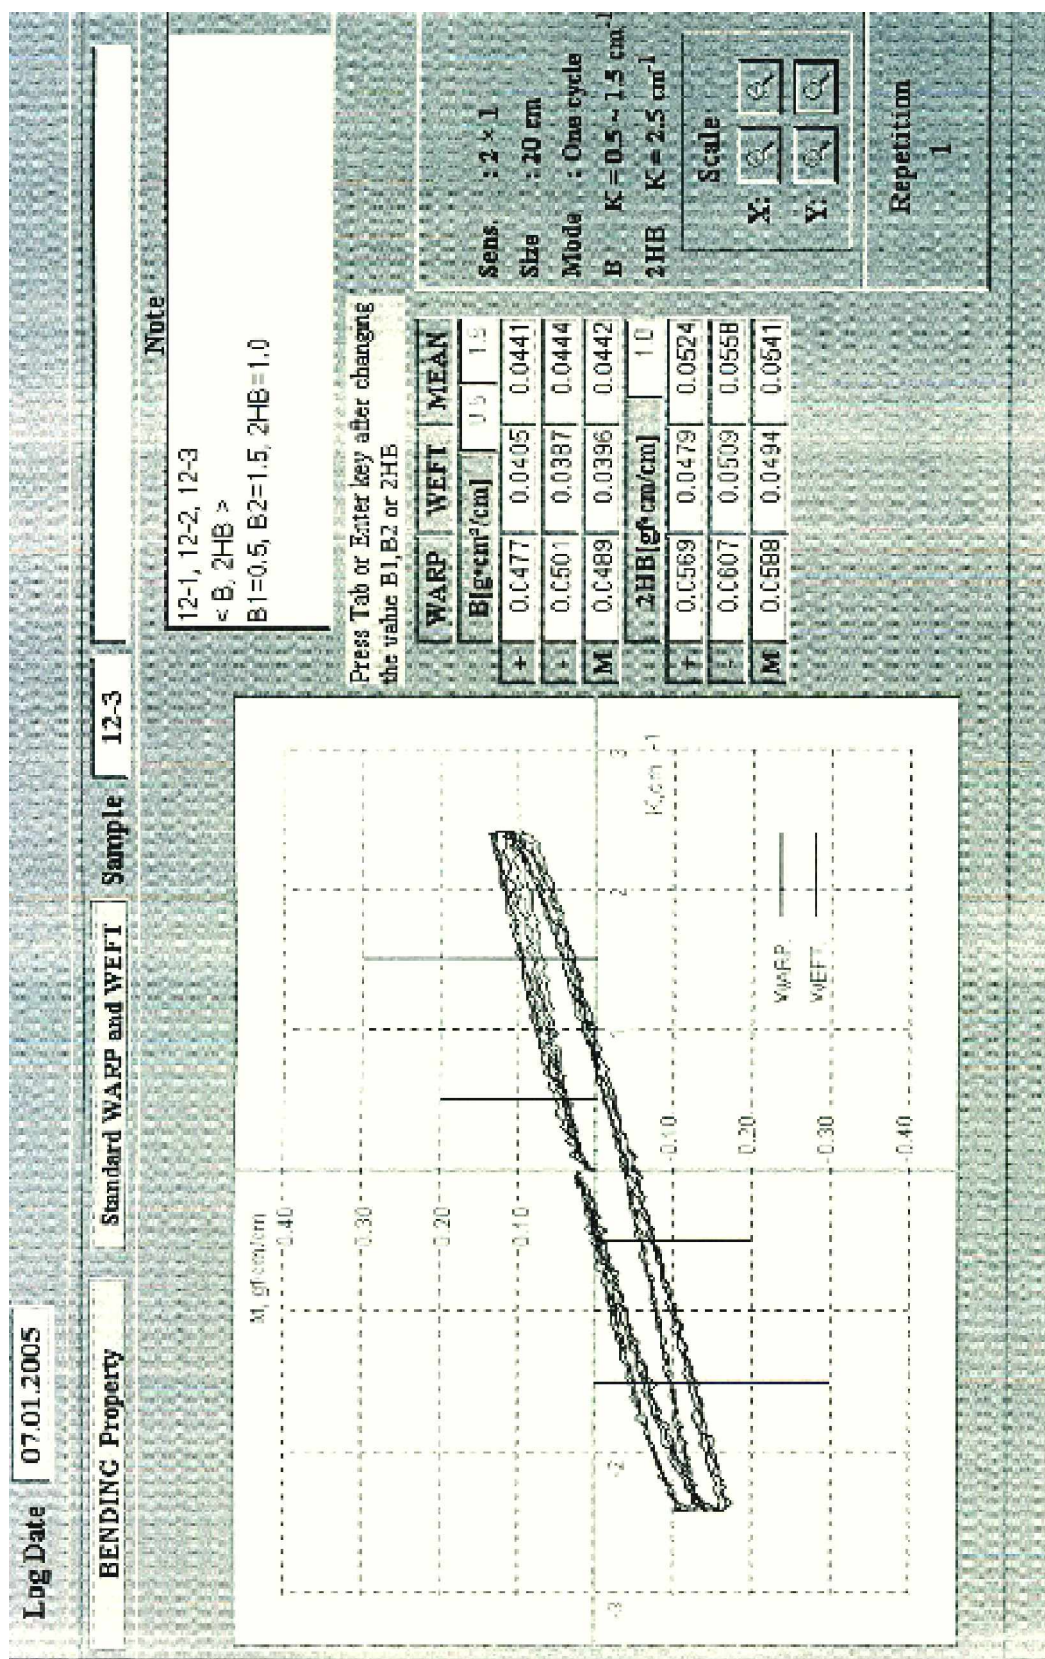 Log Date 07.01.2005
BENDING Property Standard WARP and WEFT Sample 12-3
Note
12-1, 12-2, 12-3
< B, 2HB >
B1=0.5, B2=1.5, 2HB=1.0
Press Tab or Enter key after changing
the value B1,B2 or 2HB
WARP WEFT MEAN
B[g*cm²/cm] 0.5 1.5
+ 0.0477 0.0405 0.0441
- 0.0501 0.0387 0.0444
M 0.0489 0.0396 0.0442
2HB[gf*cm/cm] 1.0
+ 0.0569 0.0479 0.0524
- 0.0607 0.0509 0.0558
M 0.0588 0.0494 0.0541
Sens. : 2 × 1
Size : 20 cm
Mode : One cycle
B K = 0.5 ~ 1.5 cm-1
2HB K = 2.5 cm-1
Scale
X:
Y:
Repetition
1
M, gf*cm/cm
0.40
0.30
0.20
0.10
-3 -2 1 2 3
K,cm -1
-0.10
-0.20
-0.30
-0.40
WARP
WEFT